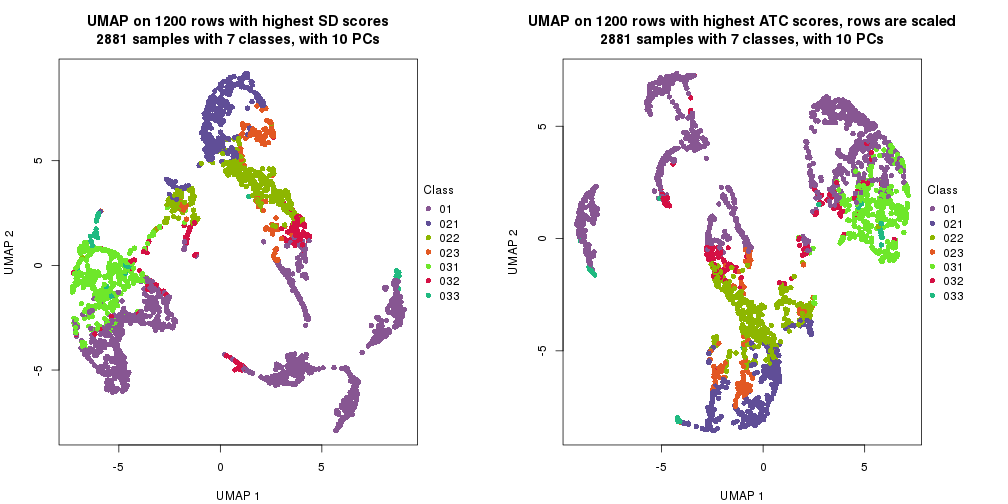 UMAP on 1200 rows with highest SD scores
2881 samples with 7 classes, with 10 PCs
UMAP 2
5
0
-5
-5
0
5
UMAP 1
Class
01
021
022
023
031
032
033
UMAP on 1200 rows with highest ATC scores, rows are scaled
2881 samples with 7 classes, with 10 PCs
UMAP 2
5
0
-5
-5
0
5
UMAP 1
Class
01
021
022
023
031
032
033